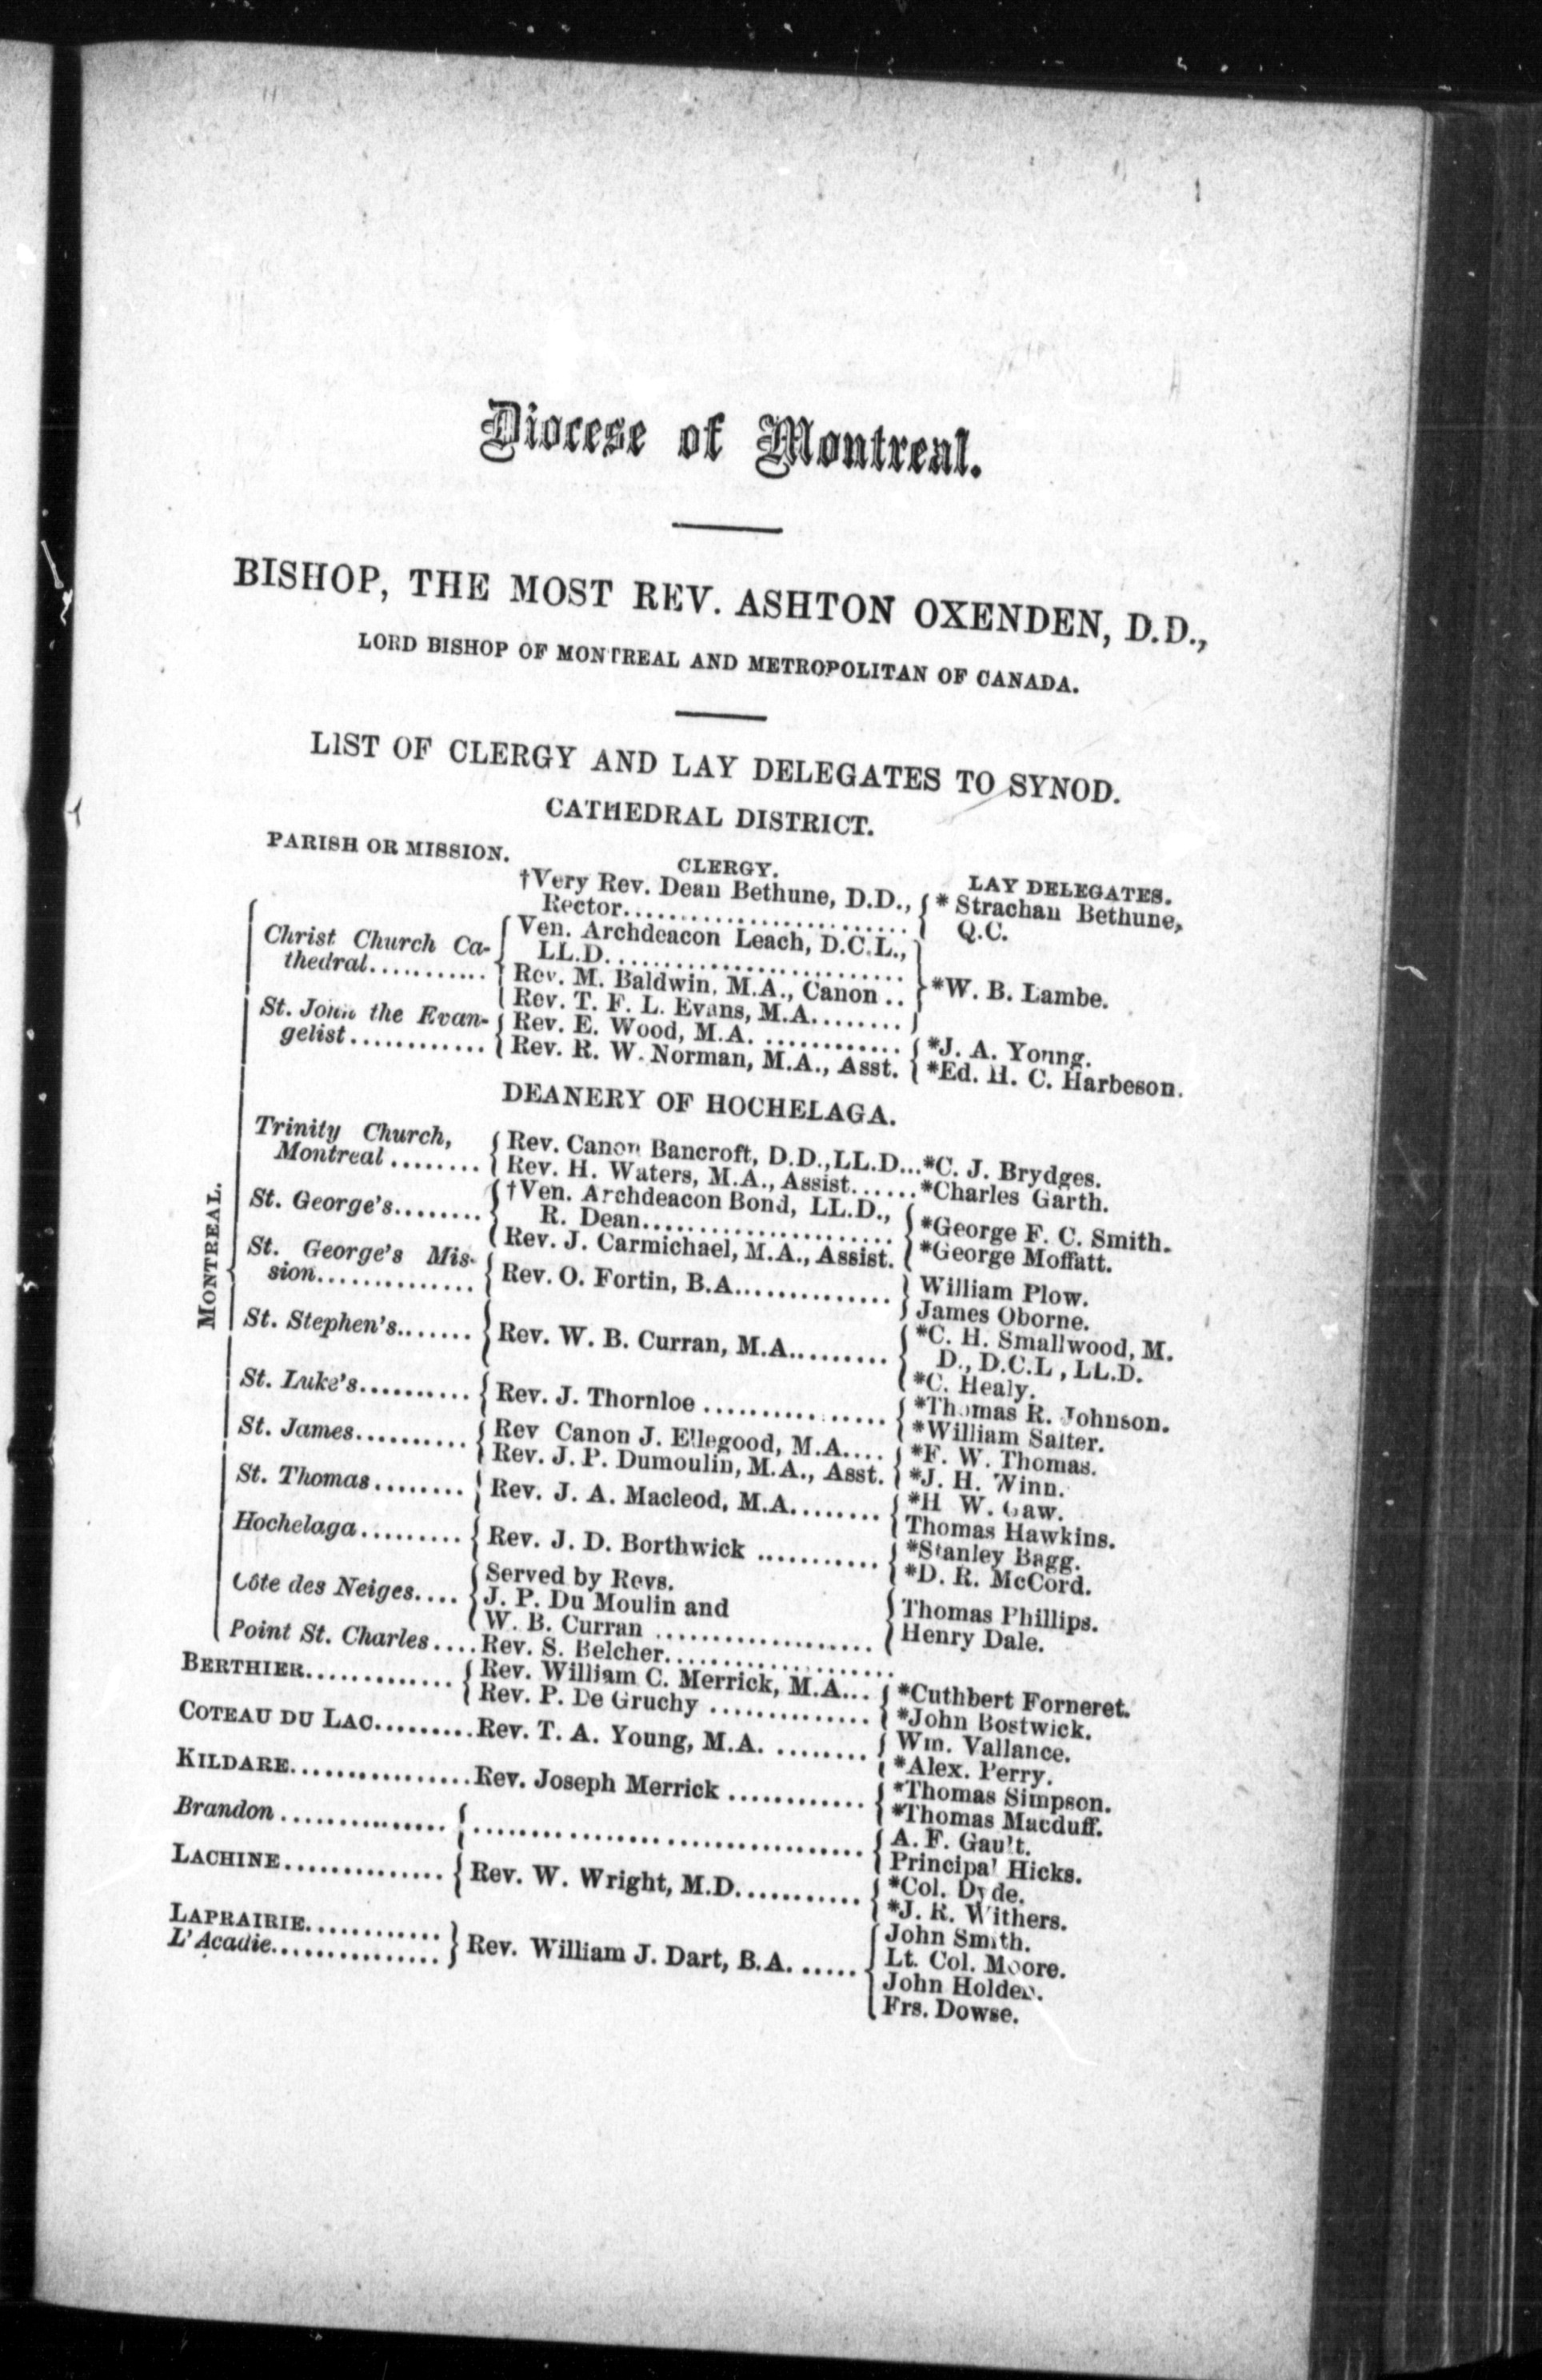 Diocese of Montreal.
BISHOP, THE MOST REV. ASHTON OXENDEN, D.D.,
LORD BISHOP OF MONTREAL AND METROPOLITAN OF CANADA.
LIST OF CLERGY AND LAY DELEGATES TO SYNOD.
CATHEDRAL DISTRICT.
PARISH OR MISSION. CLERGY. LAY DELEGATES.
†Very Rev. Dean Bethune, D.D., * Strachan Bethune,
Rector........................ Q.C.
Christ Church Ca- Ven. Archdeacon Leach, D.C.L.,
thedral........... LL.D.........................
Rev. M. Baldwin, M.A., Canon .. *W. B. Lambe.
Rev. T. F. L. Evans, M.A........
St. John the Evan- Rev. E. Wood, M.A. ............ *J. A. Young.
gelist............ Rev. R. W. Norman, M.A., Asst. *Ed. H. C. Harbeson.
DEANERY OF HOCHELAGA.
MONTREAL.
Trinity Church, Rev. Canon Bancroft, D.D.,LL.D...*C. J. Brydges.
Montreal ........ Rev. H. Waters, M.A., Assist......*Charles Garth.
St. George's........ †Ven. Archdeacon Bond, LL.D., *George F. C. Smith.
R. Dean..................... *George Moffatt.
Rev. J. Carmichael, M.A., Assist.
St. George's Mis- Rev. O. Fortin, B.A.............. William Plow.
sion.............. James Oborne.
St. Stephen's....... Rev. W. B. Curran, M.A......... *C. H. Smallwood, M.
D., D.C.L , LL.D.
*C. Healy.
St. Luke's.......... Rev. J. Thornloe ................ *Thomas R. Johnson.
*William Salter.
St. James.......... Rev Canon J. Ellegood, M.A.... *F. W. Thomas.
Rev. J. P. Dumoulin, M.A., Asst. *J. H. Winn.
St. Thomas........ Rev. J. A. Macleod, M.A........ *H W. Gaw.
Thomas Hawkins.
Hochelaga......... Rev. J. D. Borthwick ........... *Stanley Bagg.
*D. R. McCord.
Côte des Neiges.... Served by Revs.
J. P. Du Moulin and Thomas Phillips.
W. B. Curran ................... Henry Dale.
Point St. Charles....Rev. S. Belcher....................
BERTHIER............. Rev. William C. Merrick, M.A... *Cuthbert Forneret.
Rev. P. De Gruchy .............. *John Bostwick.
COTEAU DU LAC.........Rev. T. A. Young, M.A. ........ Wm. Vallance.
*Alex. Perry.
KILDARE................Rev. Joseph Merrick ............ *Thomas Simpson.
*Thomas Macduff.
Brandon .............. .................................. A. F. Gault.
Principal Hicks.
LACHINE.............. Rev. W. Wright, M.D........... *Col. Dyde.
*J. R. Withers.
LAPRAIRIE............ John Smith.
L'Acadie............... Rev. William J. Dart, B.A. ...... Lt. Col. Moore.
John Holden.
Frs. Dowse.